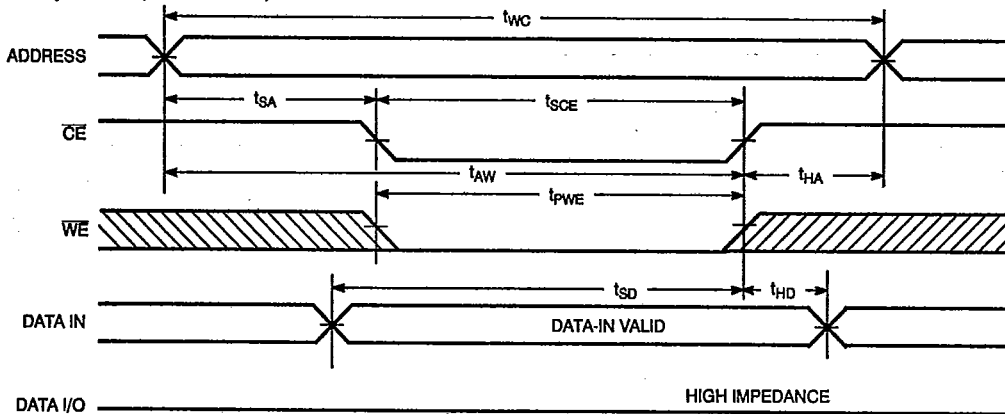 tWC
ADDRESS
tSA
tSCE
CE
tAW
tHA
tPWE
WE
tSD
tHD
DATA IN
DATA-IN VALID
HIGH IMPEDANCE
DATA I/O